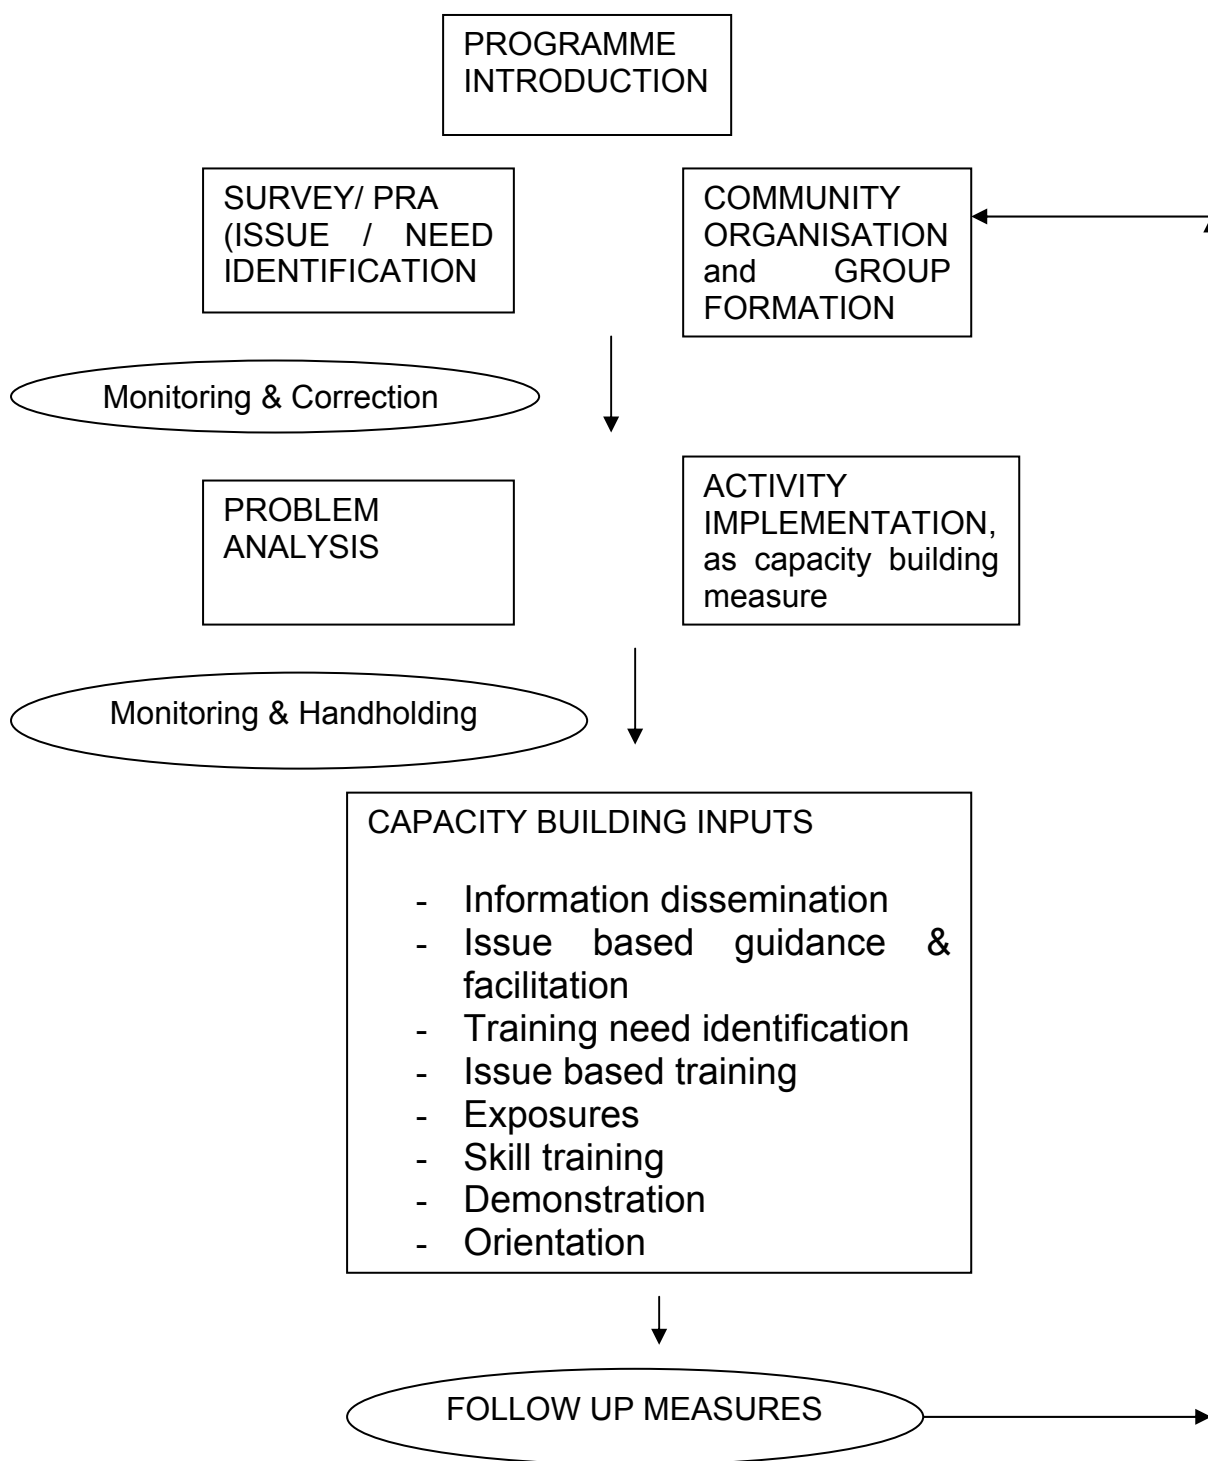 PROGRAMME
INTRODUCTION
SURVEY/ PRA
(ISSUE / NEED
IDENTIFICATION
COMMUNITY
ORGANISATION
and GROUP
FORMATION
Monitoring & Correction
PROBLEM
ANALYSIS
ACTIVITY
IMPLEMENTATION,
as capacity building
measure
Monitoring & Handholding
CAPACITY BUILDING INPUTS
- Information dissemination
- Issue based guidance &
facilitation
- Training need identification
- Issue based training
- Exposures
- Skill training
- Demonstration
- Orientation
FOLLOW UP MEASURES